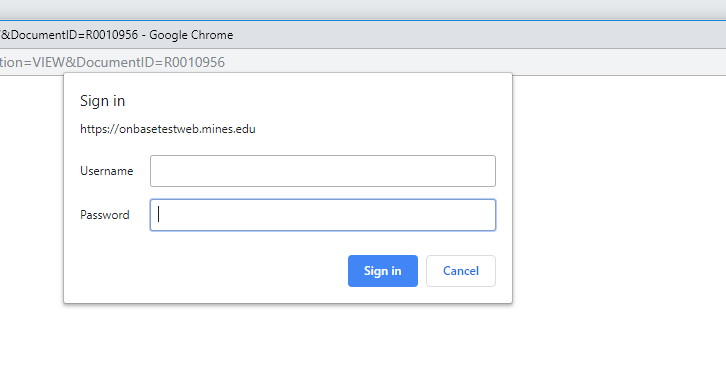 &DocumentID=R0010956 - Google Chrome
tion=VIEW&DocumentID=R0010956
Sign in
https://onbasetestweb.mines.edu
Username
Password
Sign in Cancel